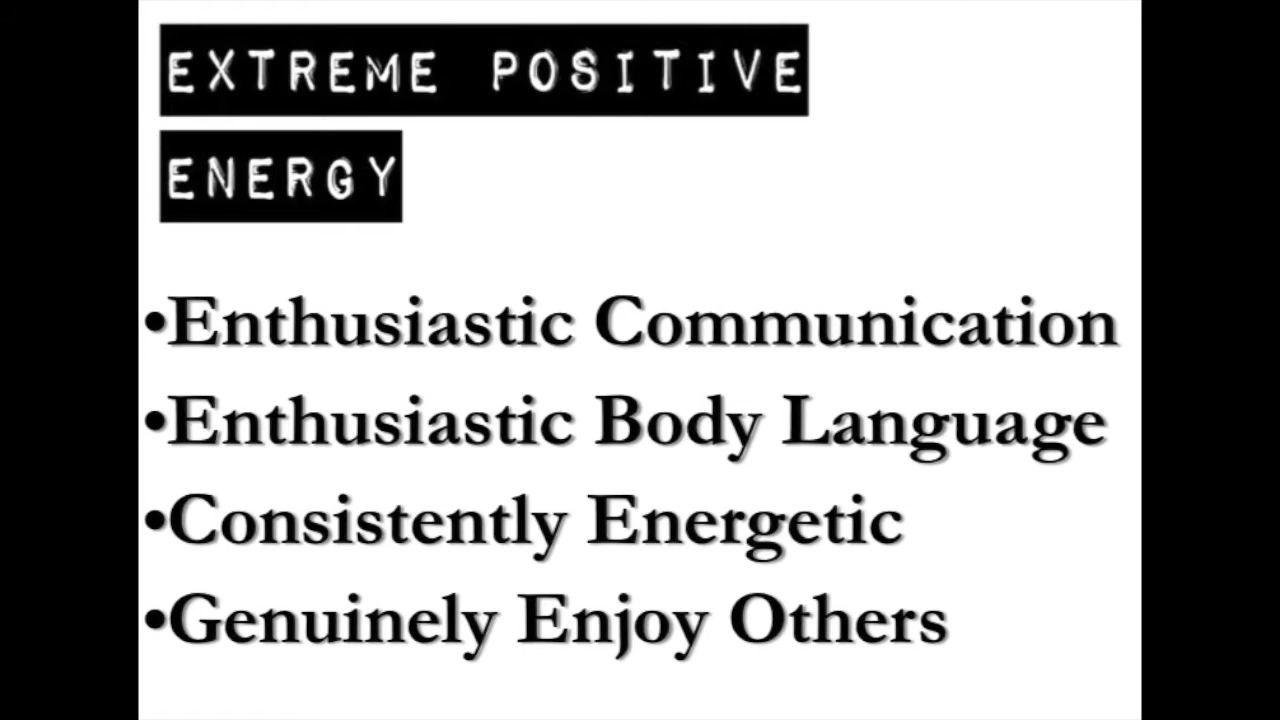 EXTREME POSITIVE
ENERGY
•Enthusiastic Communication
•Enthusiastic Body Language
•Consistently Energetic
•Genuinely Enjoy Others